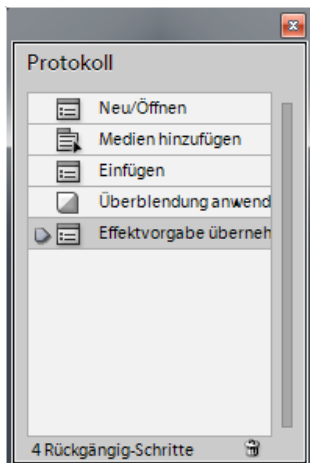 Protokoll
Neu/Öffnen
Medien hinzufügen
Einfügen
Überblendung anwend
Effektvorgabe überneh
4 Rückgängig-Schritte